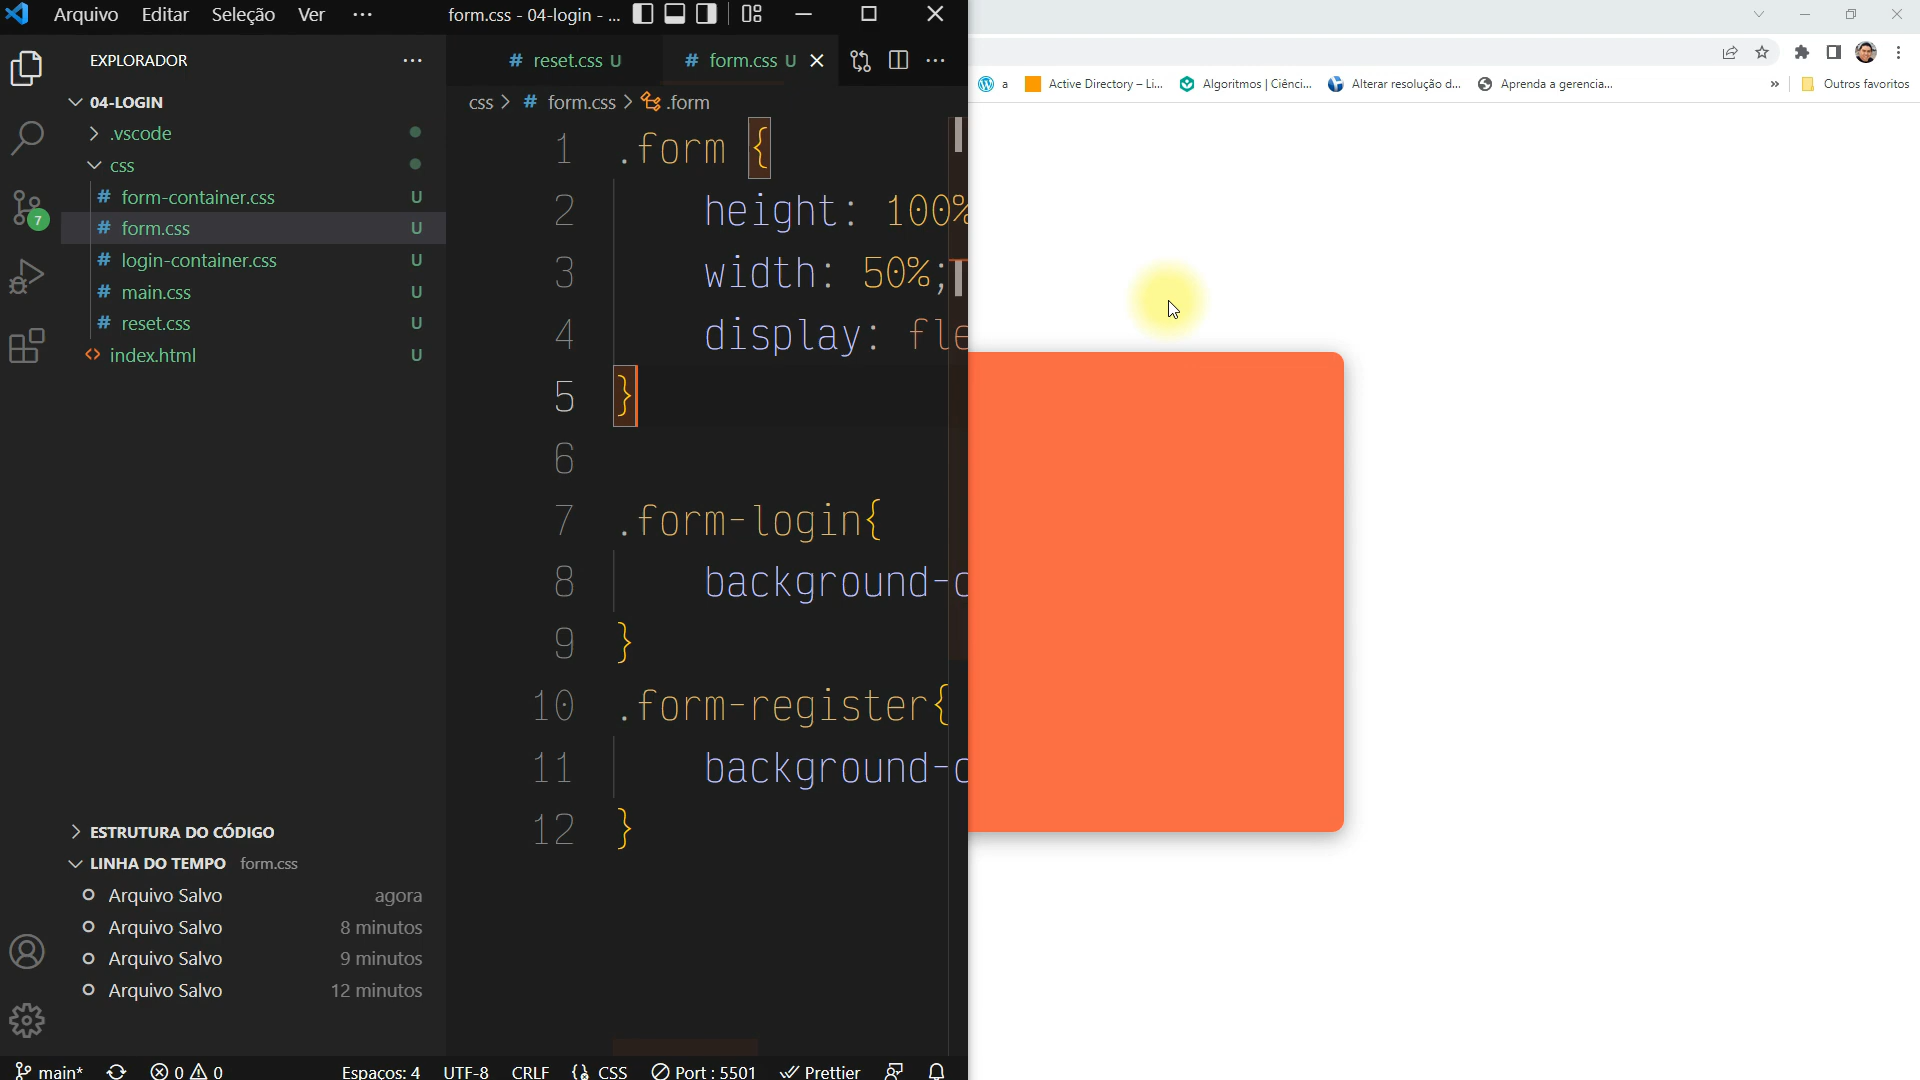 Arquivo Editar Seleção Ver ··· form.css - 04-login - ...
EXPLORADOR ···
04-LOGIN
.vscode
css
# form-container.css U
# form.css U
# login-container.css U
# main.css U
# reset.css U
<> index.html U
7
ESTRUTURA DO CÓDIGO
LINHA DO TEMPO form.css
Arquivo Salvo agora
Arquivo Salvo 8 minutos
Arquivo Salvo 9 minutos
Arquivo Salvo 12 minutos
# reset.css U # form.css U
css > # form.css > .form
1 .form {
2 height: 100%
3 width: 50%;
4 display: fle
5 }
6
7 .form-login{
8 background-c
9 }
10 .form-register{
11 background-c
12 }
main* 0 0 Espaços: 4 UTF-8 CRLF {} CSS Port : 5501 Prettier
a Active Directory – Li... Algoritmos | Ciênci... Alterar resolução d... Aprenda a gerencia... » Outros favoritos